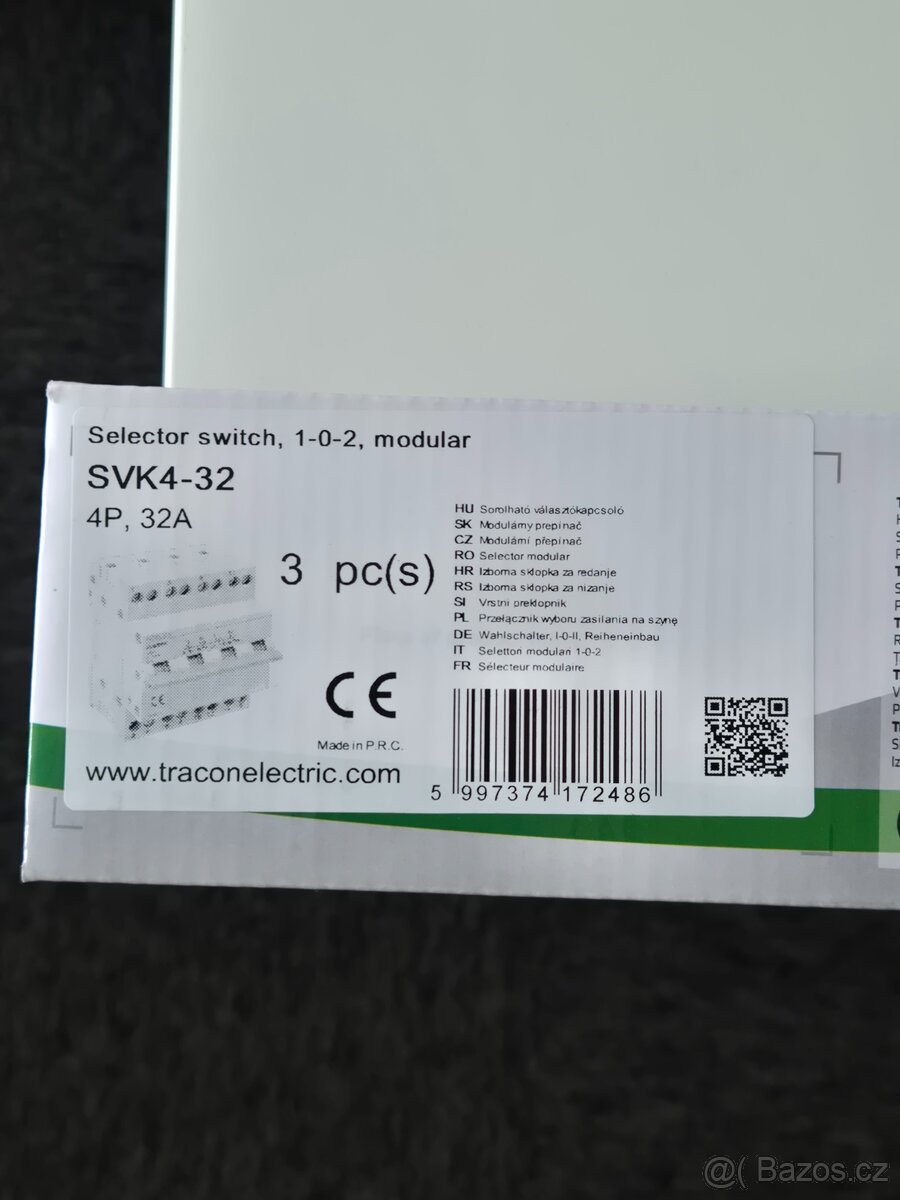 Selector switch, 1-0-2, modular
SVK4-32
4P, 32A
3 pc(s)
HU Sorolható választókapcsoló
SK Modulárny prepínač
CZ Modulární přepínač
RO Selector modular
HR Izborna sklopka za redanje
RS Izborna sklopka za nizanje
SI Vrstni preklopnik
PL Przełącznik wyboru zasilania na szynę
DE Wahlschalter, I-0-II, Reiheneinbau
IT Selettori modulari 1-0-2
FR Sélecteur modulaire
CE
CE
Made in P.R.C.
www.traconelectric.com
5 997374 172486
@( Bazoš.cz